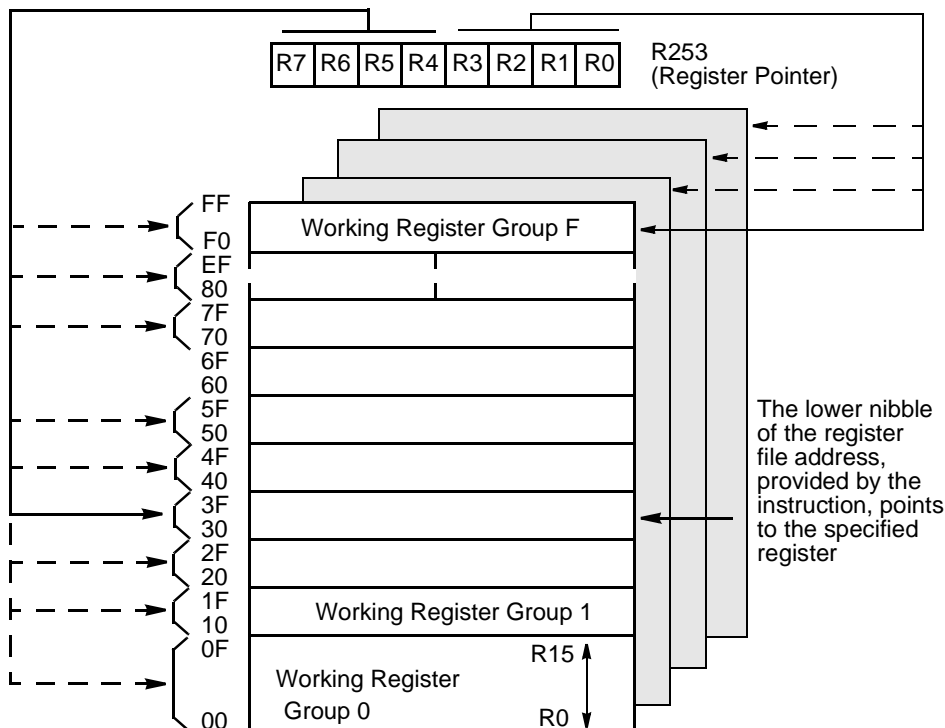 R7 R6 R5 R4 R3 R2 R1 R0
R253
(Register Pointer)
FF
Working Register Group F
F0
EF
80
7F
70
6F
60
5F
50
4F
40
3F
30
2F
20
1F
Working Register Group 1
10
0F
00
The lower nibble
of the register
file address,
provided by the
instruction, points
to the specified
register
R15
Working Register
Group 0
R0